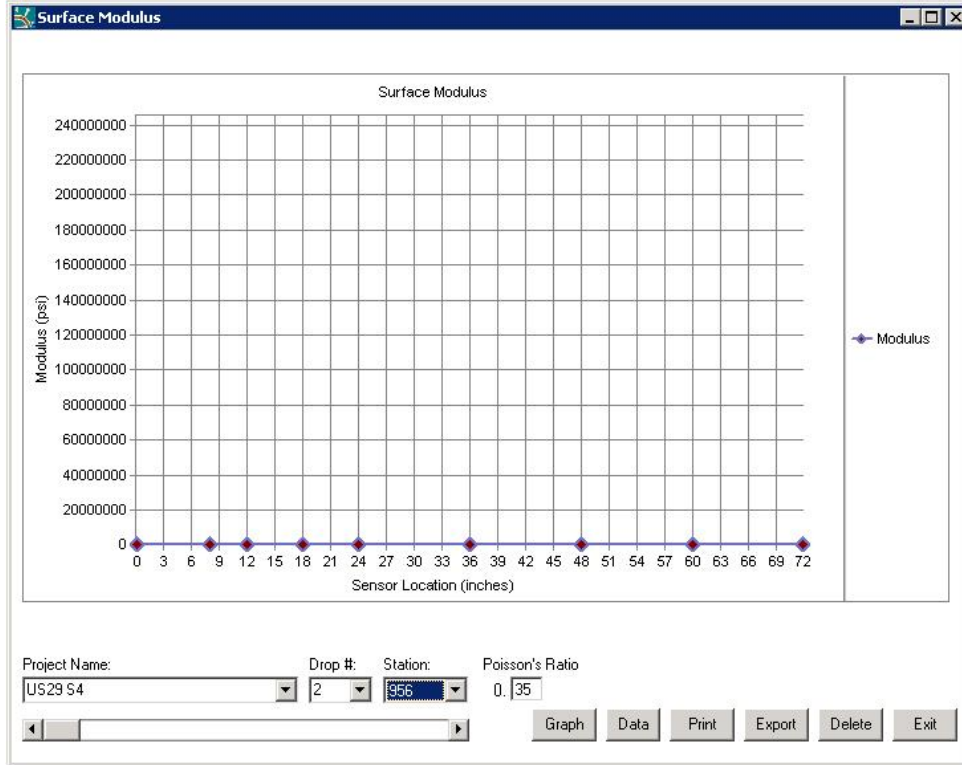 Surface Modulus
Surface Modulus
240000000
220000000
200000000
180000000
160000000
140000000
120000000
100000000
80000000
60000000
40000000
20000000
0
Modulus (psi)
0 3 6 9 12 15 18 21 24 27 30 33 36 39 42 45 48 51 54 57 60 63 66 69 72
Sensor Location (inches)
Modulus
Project Name: Drop #: Station: Poisson's Ratio
US29 S4 2 956 0. 35
Graph Data Print Export Delete Exit